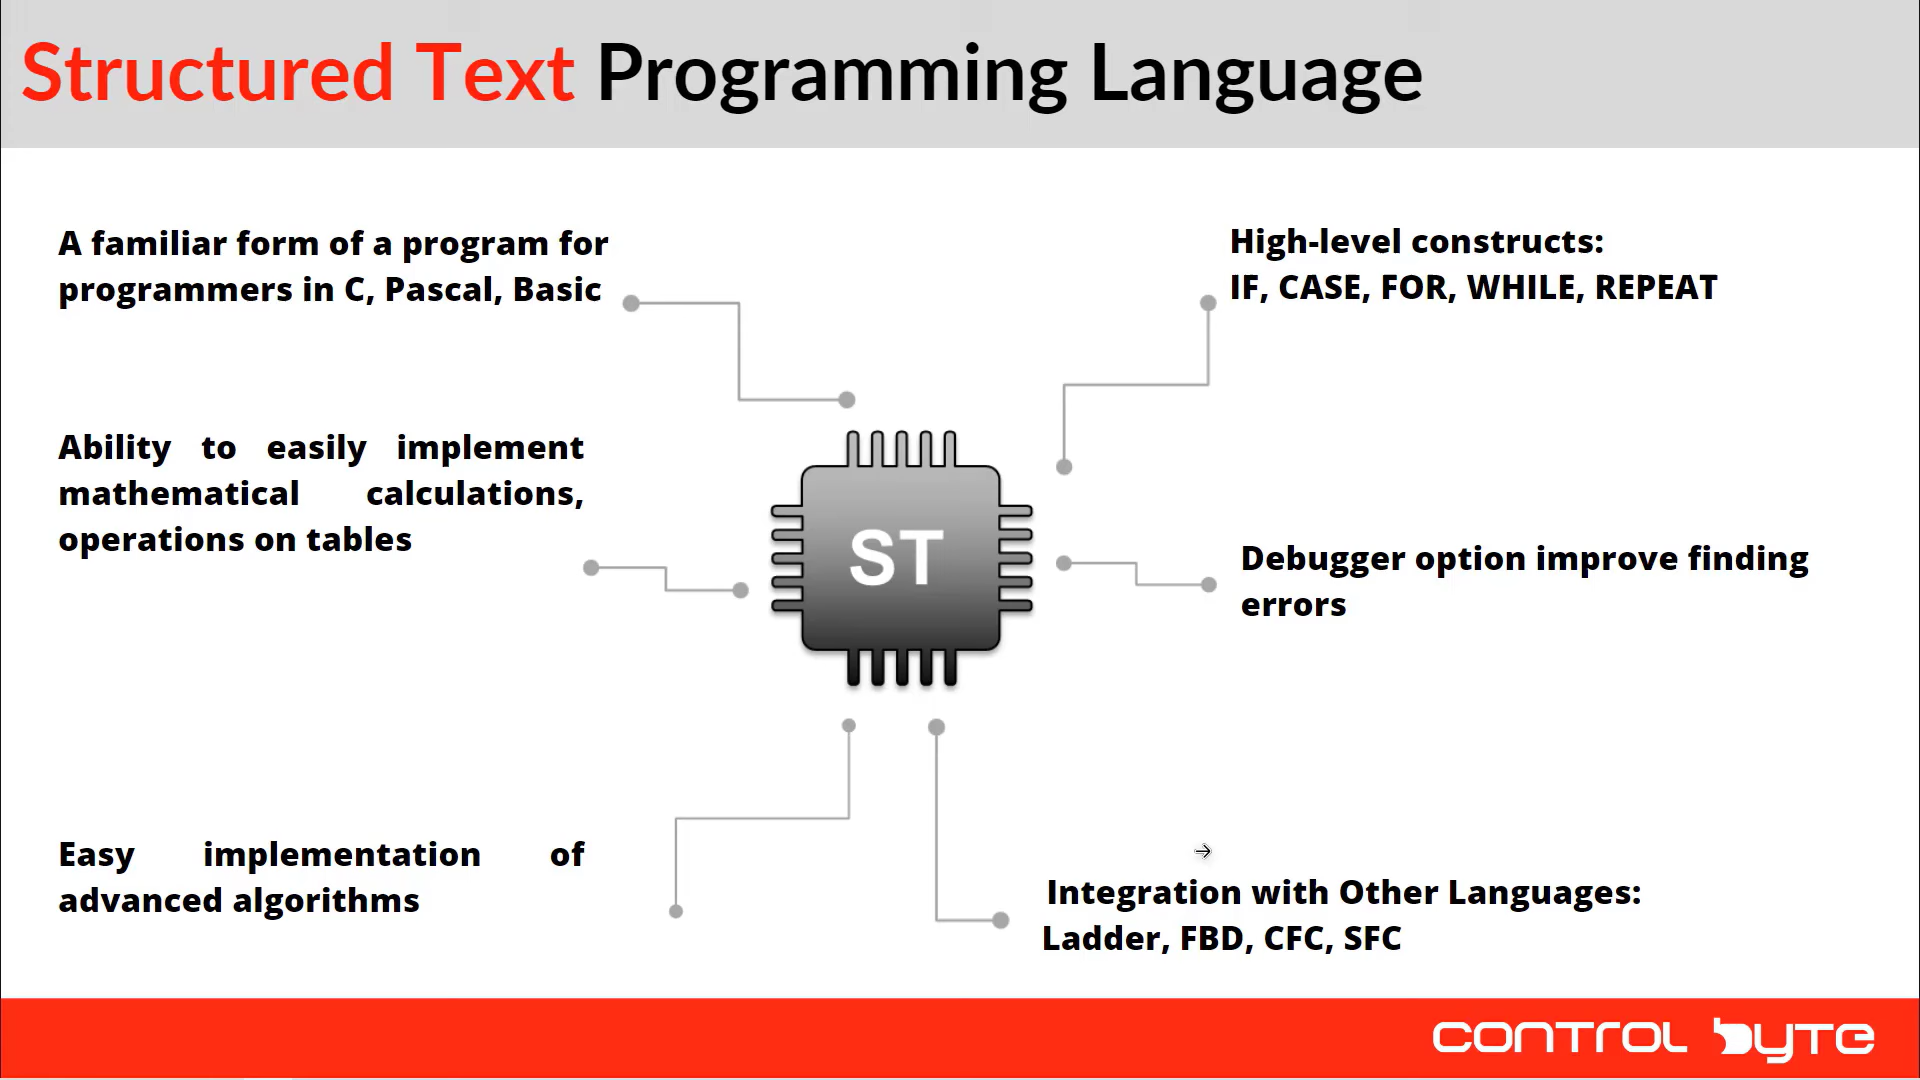 Structured Text Programming Language
A familiar form of a program for
programmers in C, Pascal, Basic
High-level constructs:
IF, CASE, FOR, WHILE, REPEAT
Ability to easily implement
mathematical calculations,
operations on tables
ST
Debugger option improve finding
errors
Easy implementation of
advanced algorithms
Integration with Other Languages:
Ladder, FBD, CFC, SFC
CONTROL BYTE